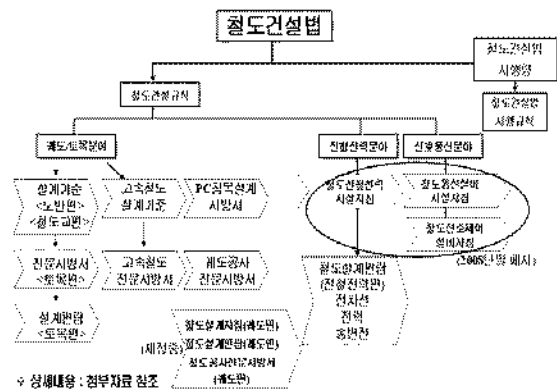 철도건설법
철도건설법
시행령
철도건설법
시행규칙
철도건설규칙
궤도/토목분야
전철전력분야
신호통신분야
설계기준
<노반편>
<철도교편>
고속철도
설계기준
PC침목설계
시방서
철도전철전력
시설지침
철도통신설비
시설지침
철도신호제어
설비지침
(2005년말 폐지)
전문시방서
<토목편>
고속철도
전문시방서
궤도공사
전문시방서
철도설계편람
(전철전력편)
전차선
전력
송변전
설계편람
<토목편>
(제정중)
철도설계지침(궤도편)
철도설계편람(궤도편)
철도공사전문시방서
(궤도편)
※ 상세내용 : 첨부자료 참조